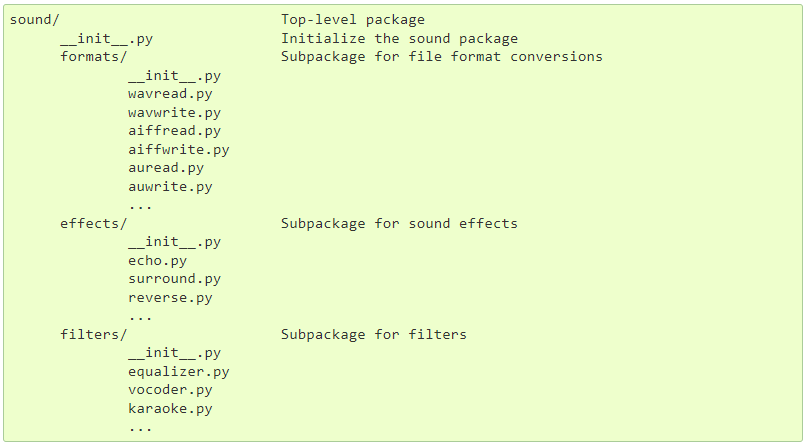 sound/                          Top-level package
      __init__.py               Initialize the sound package
      formats/                  Subpackage for file format conversions
              __init__.py
              wavread.py
              wavwrite.py
              aiffread.py
              aiffwrite.py
              auread.py
              auwrite.py
              ...
      effects/                  Subpackage for sound effects
              __init__.py
              echo.py
              surround.py
              reverse.py
              ...
      filters/                  Subpackage for filters
              __init__.py
              equalizer.py
              vocoder.py
              karaoke.py
              ...